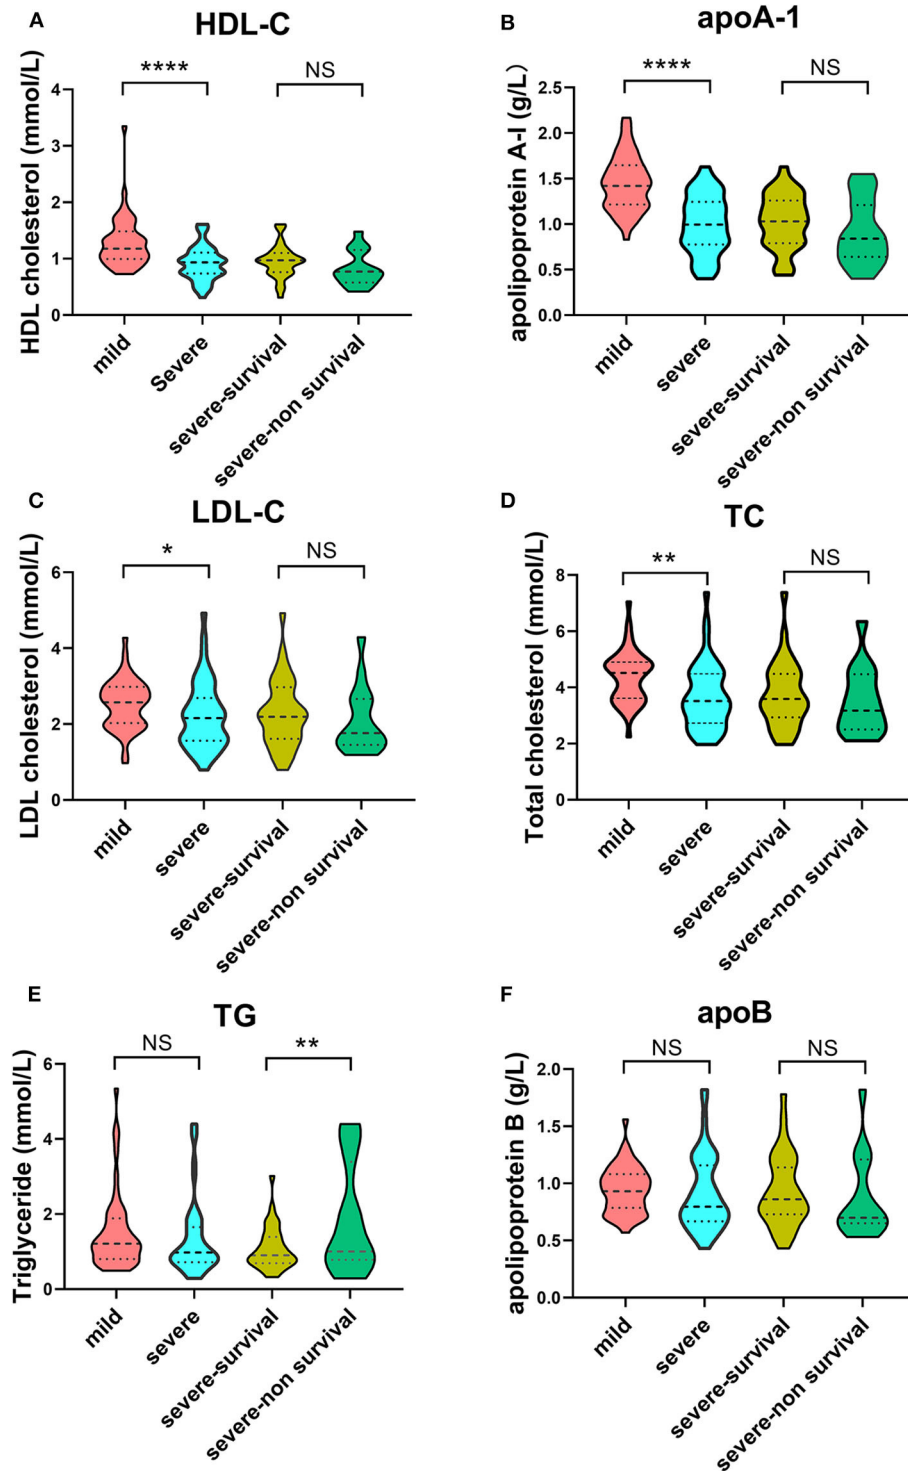 A
HDL-C
HDL cholesterol (mmol/L)
4
3
2
1
0
****
NS
mild
Severe
severe-survival
severe-non survival
B
apoA-1
apolipoprotein A-I (g/L)
2.5
2.0
1.5
1.0
0.5
0.0
****
NS
mild
severe
severe-survival
severe-non survival
C
LDL-C
LDL cholesterol (mmol/L)
6
4
2
0
*
NS
mild
severe
severe-survival
severe-non survival
D
TC
Total cholesterol (mmol/L)
8
6
4
2
0
**
NS
mild
severe
severe-survival
severe-non survival
E
TG
Triglyceride (mmol/L)
6
4
2
0
NS
**
mild
severe
severe-survival
severe-non survival
F
apoB
apolipoprotein B (g/L)
2.0
1.5
1.0
0.5
0.0
NS
NS
mild
severe
severe-survival
severe-non survival